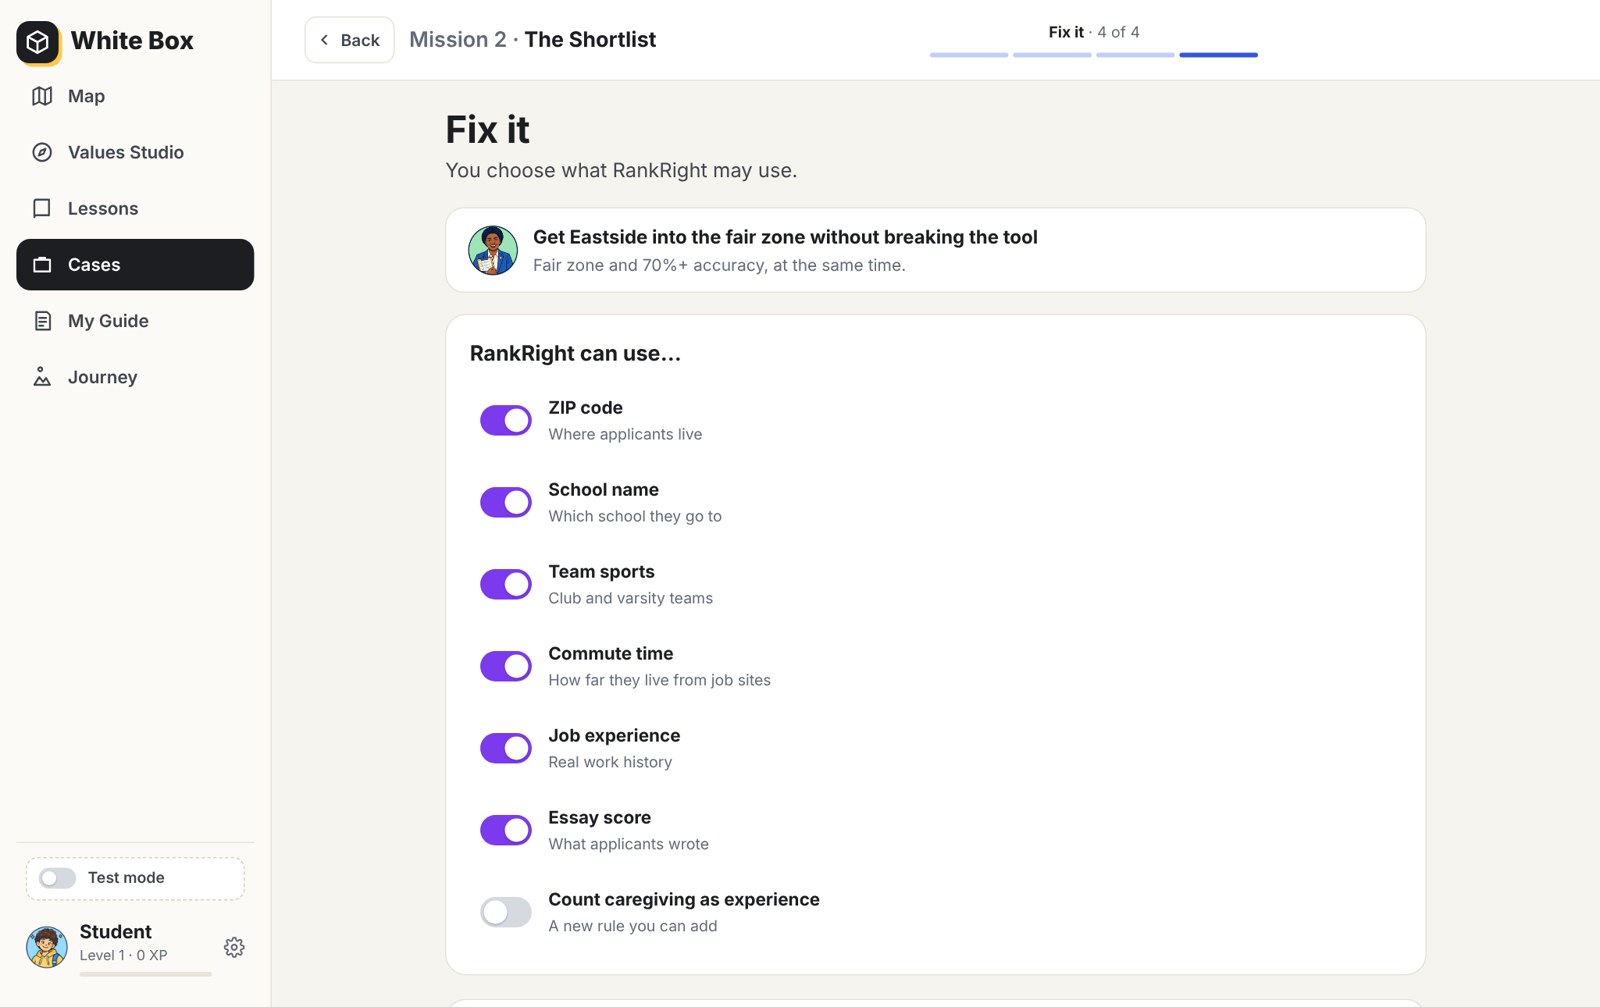 White Box
Map
Values Studio
Lessons
Cases
My Guide
Journey
Test mode
Student
Level 1 · 0 XP
Back
Mission 2 · The Shortlist
Fix it · 4 of 4
Fix it
You choose what RankRight may use.
Get Eastside into the fair zone without breaking the tool
Fair zone and 70%+ accuracy, at the same time.
RankRight can use...
ZIP code
Where applicants live
School name
Which school they go to
Team sports
Club and varsity teams
Commute time
How far they live from job sites
Job experience
Real work history
Essay score
What applicants wrote
Count caregiving as experience
A new rule you can add